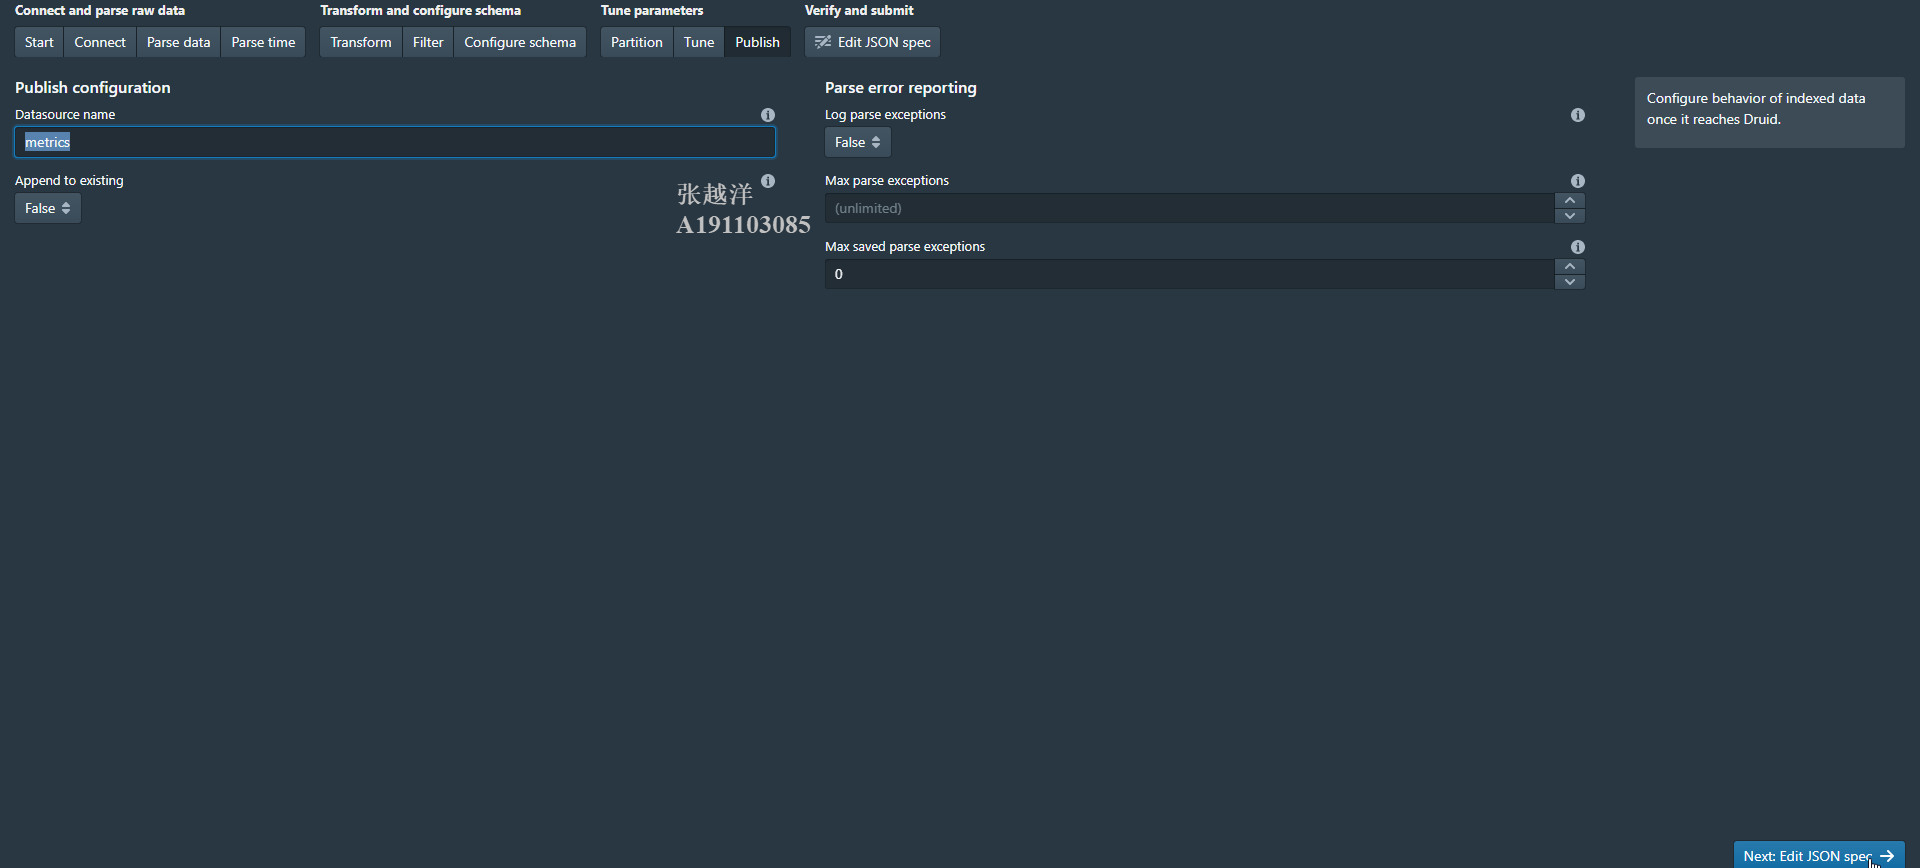 Connect and parse raw data
Start Connect Parse data Parse time
Transform and configure schema
Transform Filter Configure schema
Tune parameters
Partition Tune Publish
Verify and submit
Edit JSON spec
Publish configuration
Datasource name
metrics
Append to existing
False
张越洋
A191103085
Parse error reporting
Log parse exceptions
False
Max parse exceptions
(unlimited)
Max saved parse exceptions
0
Configure behavior of indexed data
once it reaches Druid.
Next: Edit JSON spec